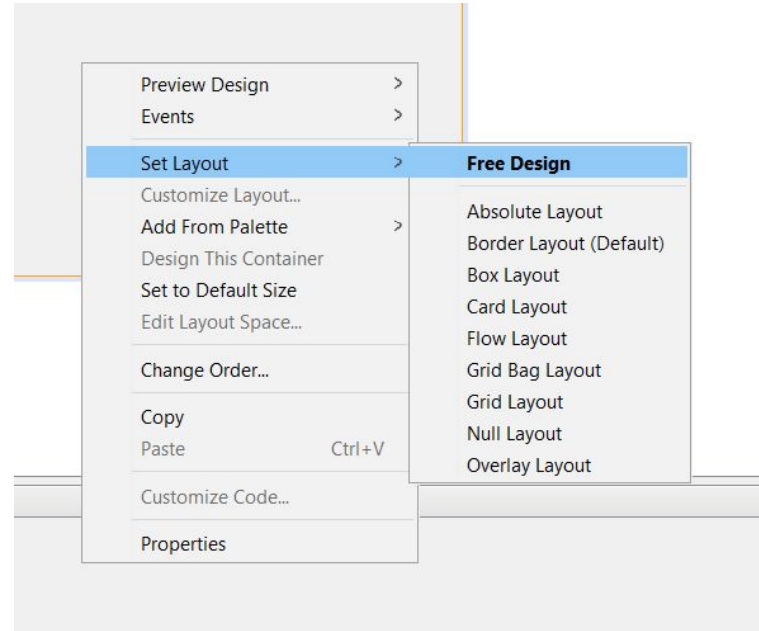 Preview Design >
Events >
Set Layout >
Customize Layout...
Add From Palette >
Design This Container
Set to Default Size
Edit Layout Space...
Change Order...
Copy
Paste Ctrl+V
Customize Code...
Properties
Free Design
Absolute Layout
Border Layout (Default)
Box Layout
Card Layout
Flow Layout
Grid Bag Layout
Grid Layout
Null Layout
Overlay Layout